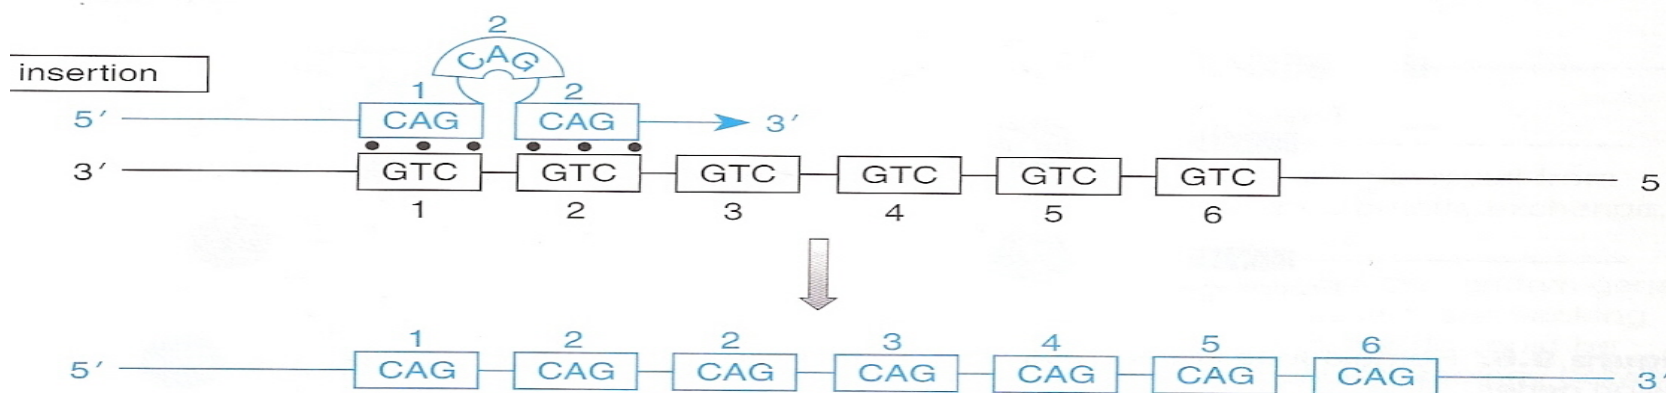 2
CAG
insertion
1 2
5′ CAG CAG 3′
3′ GTC GTC GTC GTC GTC GTC 5
1 2 3 4 5 6
1 2 2 3 4 5 6
5′ CAG CAG CAG CAG CAG CAG CAG 3′